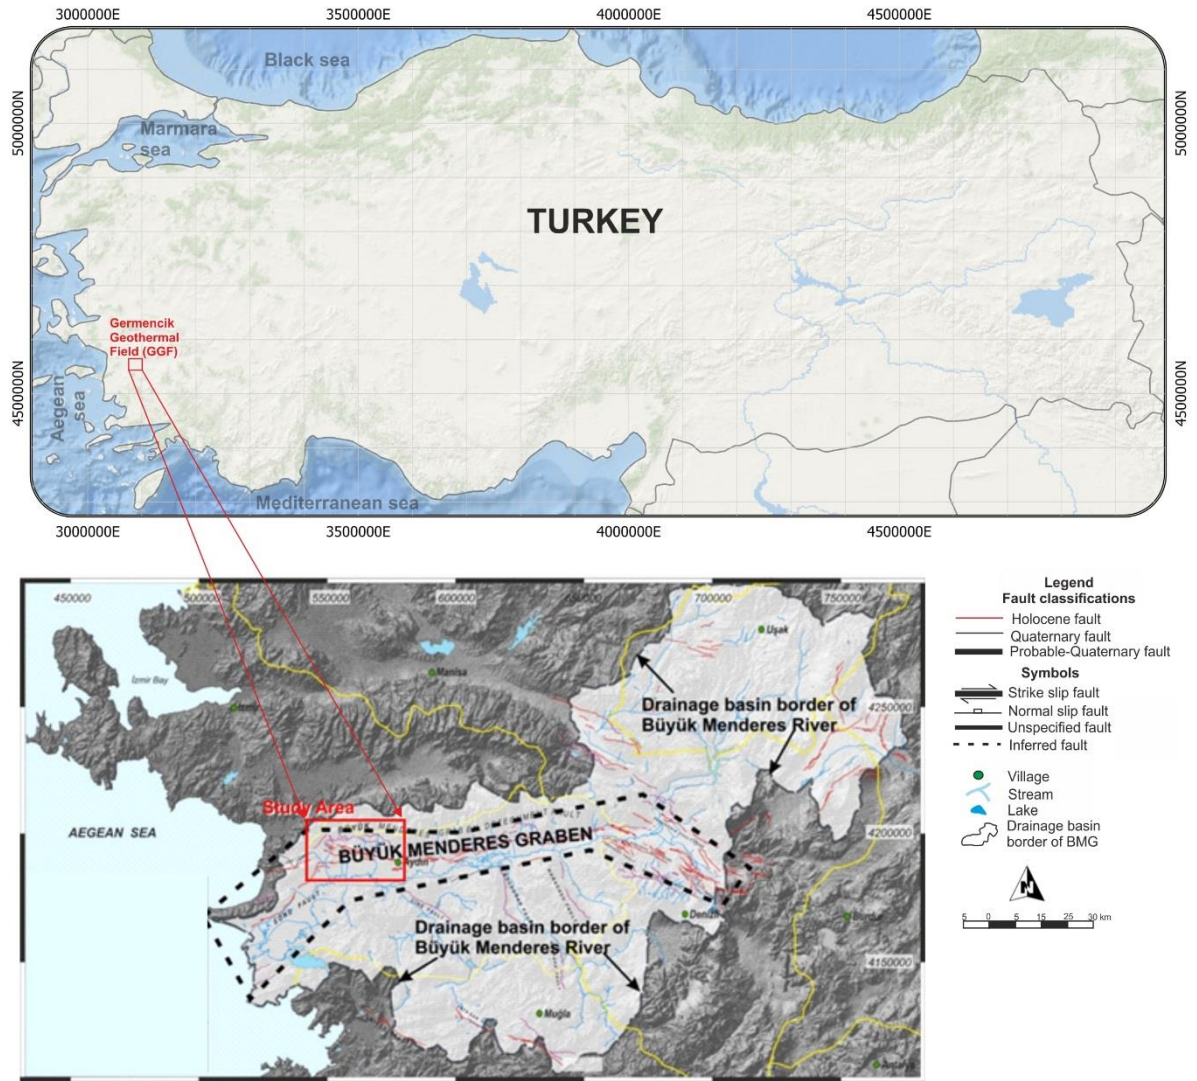 3000000E 3500000E 4000000E 4500000E
Black sea
5000000N
5000000N
Marmara
sea
TURKEY
Germencik
Geothermal
Field (GGF)
4500000N
4500000N
Aegean
sea
Mediterranean sea
3000000E 3500000E 4000000E 4500000E
450000 500000 550000 600000 700000 750000
Uşak
İzmir Bay
Manisa
Drainage basin border of
Büyük Menderes River
4250000
Study Area
AEGEAN SEA
4200000
BÜYÜK MENDERES GRABEN
Aydın
Drainage basin border of
Büyük Menderes River
4150000
Muğla
Legend
Fault classifications
Holocene fault
Quaternary fault
Probable-Quaternary fault
Symbols
Strike slip fault
Normal slip fault
Unspecified fault
Inferred fault
Village
Stream
Lake
Drainage basin
border of BMG
N
5 0 5 15 25 30 km